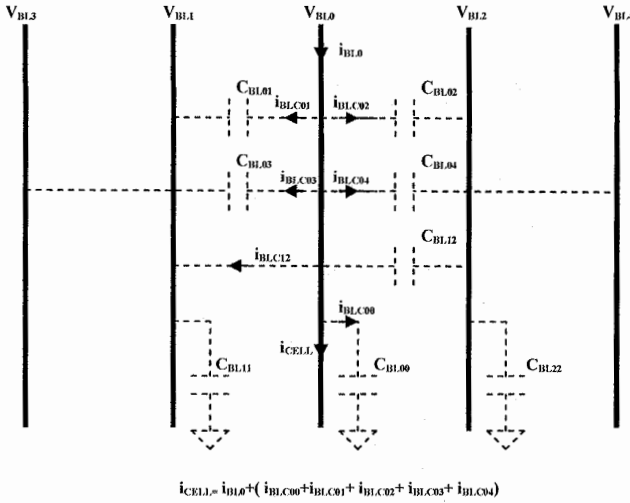 VBL3 VBL1 VBL0 VBL2 VBL
iBL0
CBL01 CBL02
iBLC01 iBLC02
CBL03 CBL04
iBLC03 iBLC04
CBL12
iBLC12
iBLC00
iCELL
CBL11 CBL00 CBL22
iCELL= iBL0+( iBLC00+iBLC01+ iBLC02+ iBLC03+ iBLC04)